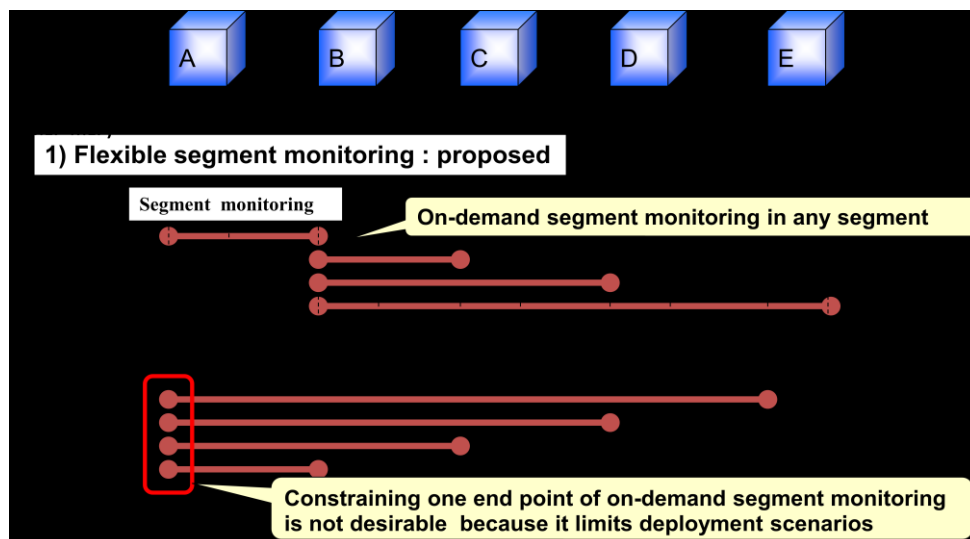 A B C D E
1) Flexible segment monitoring : proposed
Segment monitoring
On-demand segment monitoring in any segment
Constraining one end point of on-demand segment monitoring
is not desirable because it limits deployment scenarios